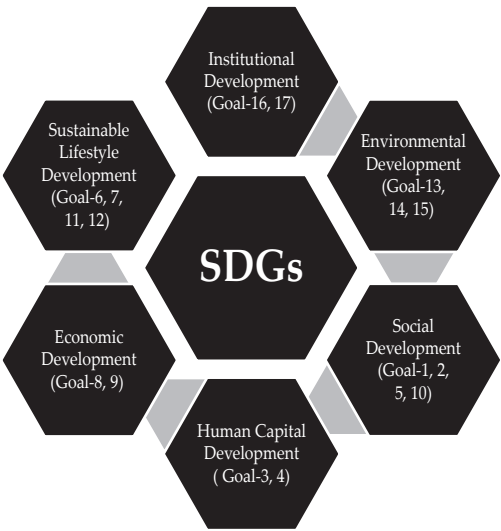 Institutional
Development
(Goal-16, 17)
Environmental
Development
(Goal-13,
14, 15)
Social
Development
(Goal-1, 2,
5, 10)
Human Capital
Development
( Goal-3, 4)
Economic
Development
(Goal-8, 9)
Sustainable
Lifestyle
Development
(Goal-6, 7,
11, 12)
SDGs